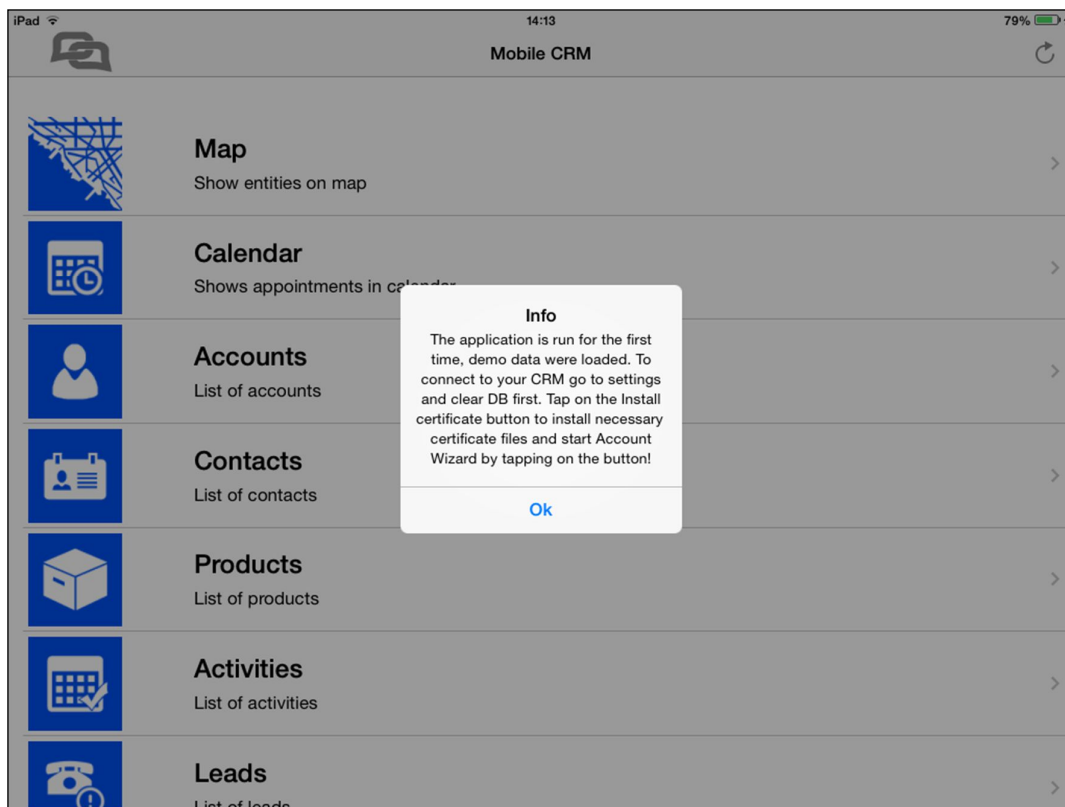 iPad 14:13 79%
Mobile CRM
Map
Show entities on map
Calendar
Shows appointments in calendar
Info
The application is run for the first
time, demo data were loaded. To
connect to your CRM go to settings
and clear DB first. Tap on the Install
certificate button to install necessary
certificate files and start Account
Wizard by tapping on the button!
Ok
Accounts
List of accounts
Contacts
List of contacts
Products
List of products
Activities
List of activities
Leads
List of leads